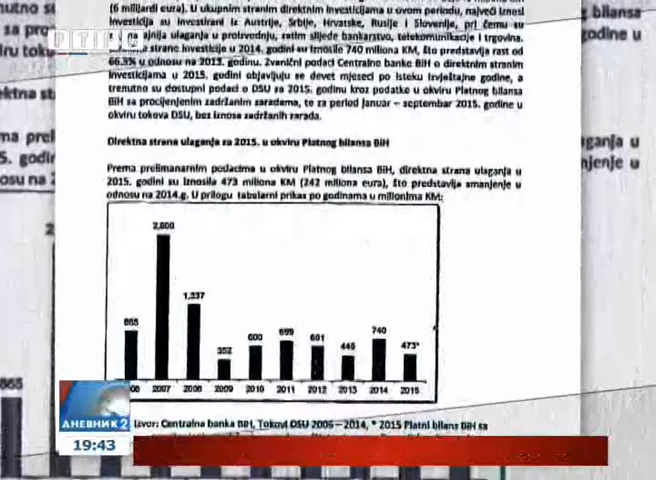 (6 milijardi eura). U ukupnim stranim direktnim investicijama u ovom periodu, najveći iznosi
investicija su investirani iz Austrije, Srbije, Hrvatske, Rusije i Slovenije, pri čemu su
najnija ulaganja u proizvodnju, zatim slijede bankarstvo, telekomunikacije i trgovina.
strane investicije u 2014. godini su iznosile 740 miliona KM, što predstavlja rast od
66.3% u odnosu na 2013. godinu. Zvanični podaci Centralne banke BiH o direktnim stranim
investicijama u 2015. godini objavljuju se devet mjeseci po isteku izvještajne godine, a
trenutno su dostupni podaci o DSU za 2015. godinu kroz podatke u okviru Platnog bilansa
BiH sa procijenjenim zadržanim zaradama, te za period januar – septembar 2015. godine u
okviru tokova DSU, bez iznosa zadržanih zarada.
Direktna strana ulaganja za 2015. u okviru Platnog bilansa BiH
Prema prelimanarnim podacima u okviru Platnog bilansa BiH, direktna strana ulaganja u
2015. godini su iznosila 473 miliona KM (242 miliona eura), što predstavlja smanjenje u
odnosu na 2014.g. U prilogu tabelarni prikaz po godinama u milionima KM:
2,600
1,337
865
352
600
699
601
446
740
473*
06 2007 2008 2009 2010 2011 2012 2013 2014 2015
Izvor: Centralna banka BiH, Tokovi DSU 2006 – 2014, * 2015 Platni bilans BiH sa
865
АНЕВНИК 2
19:43